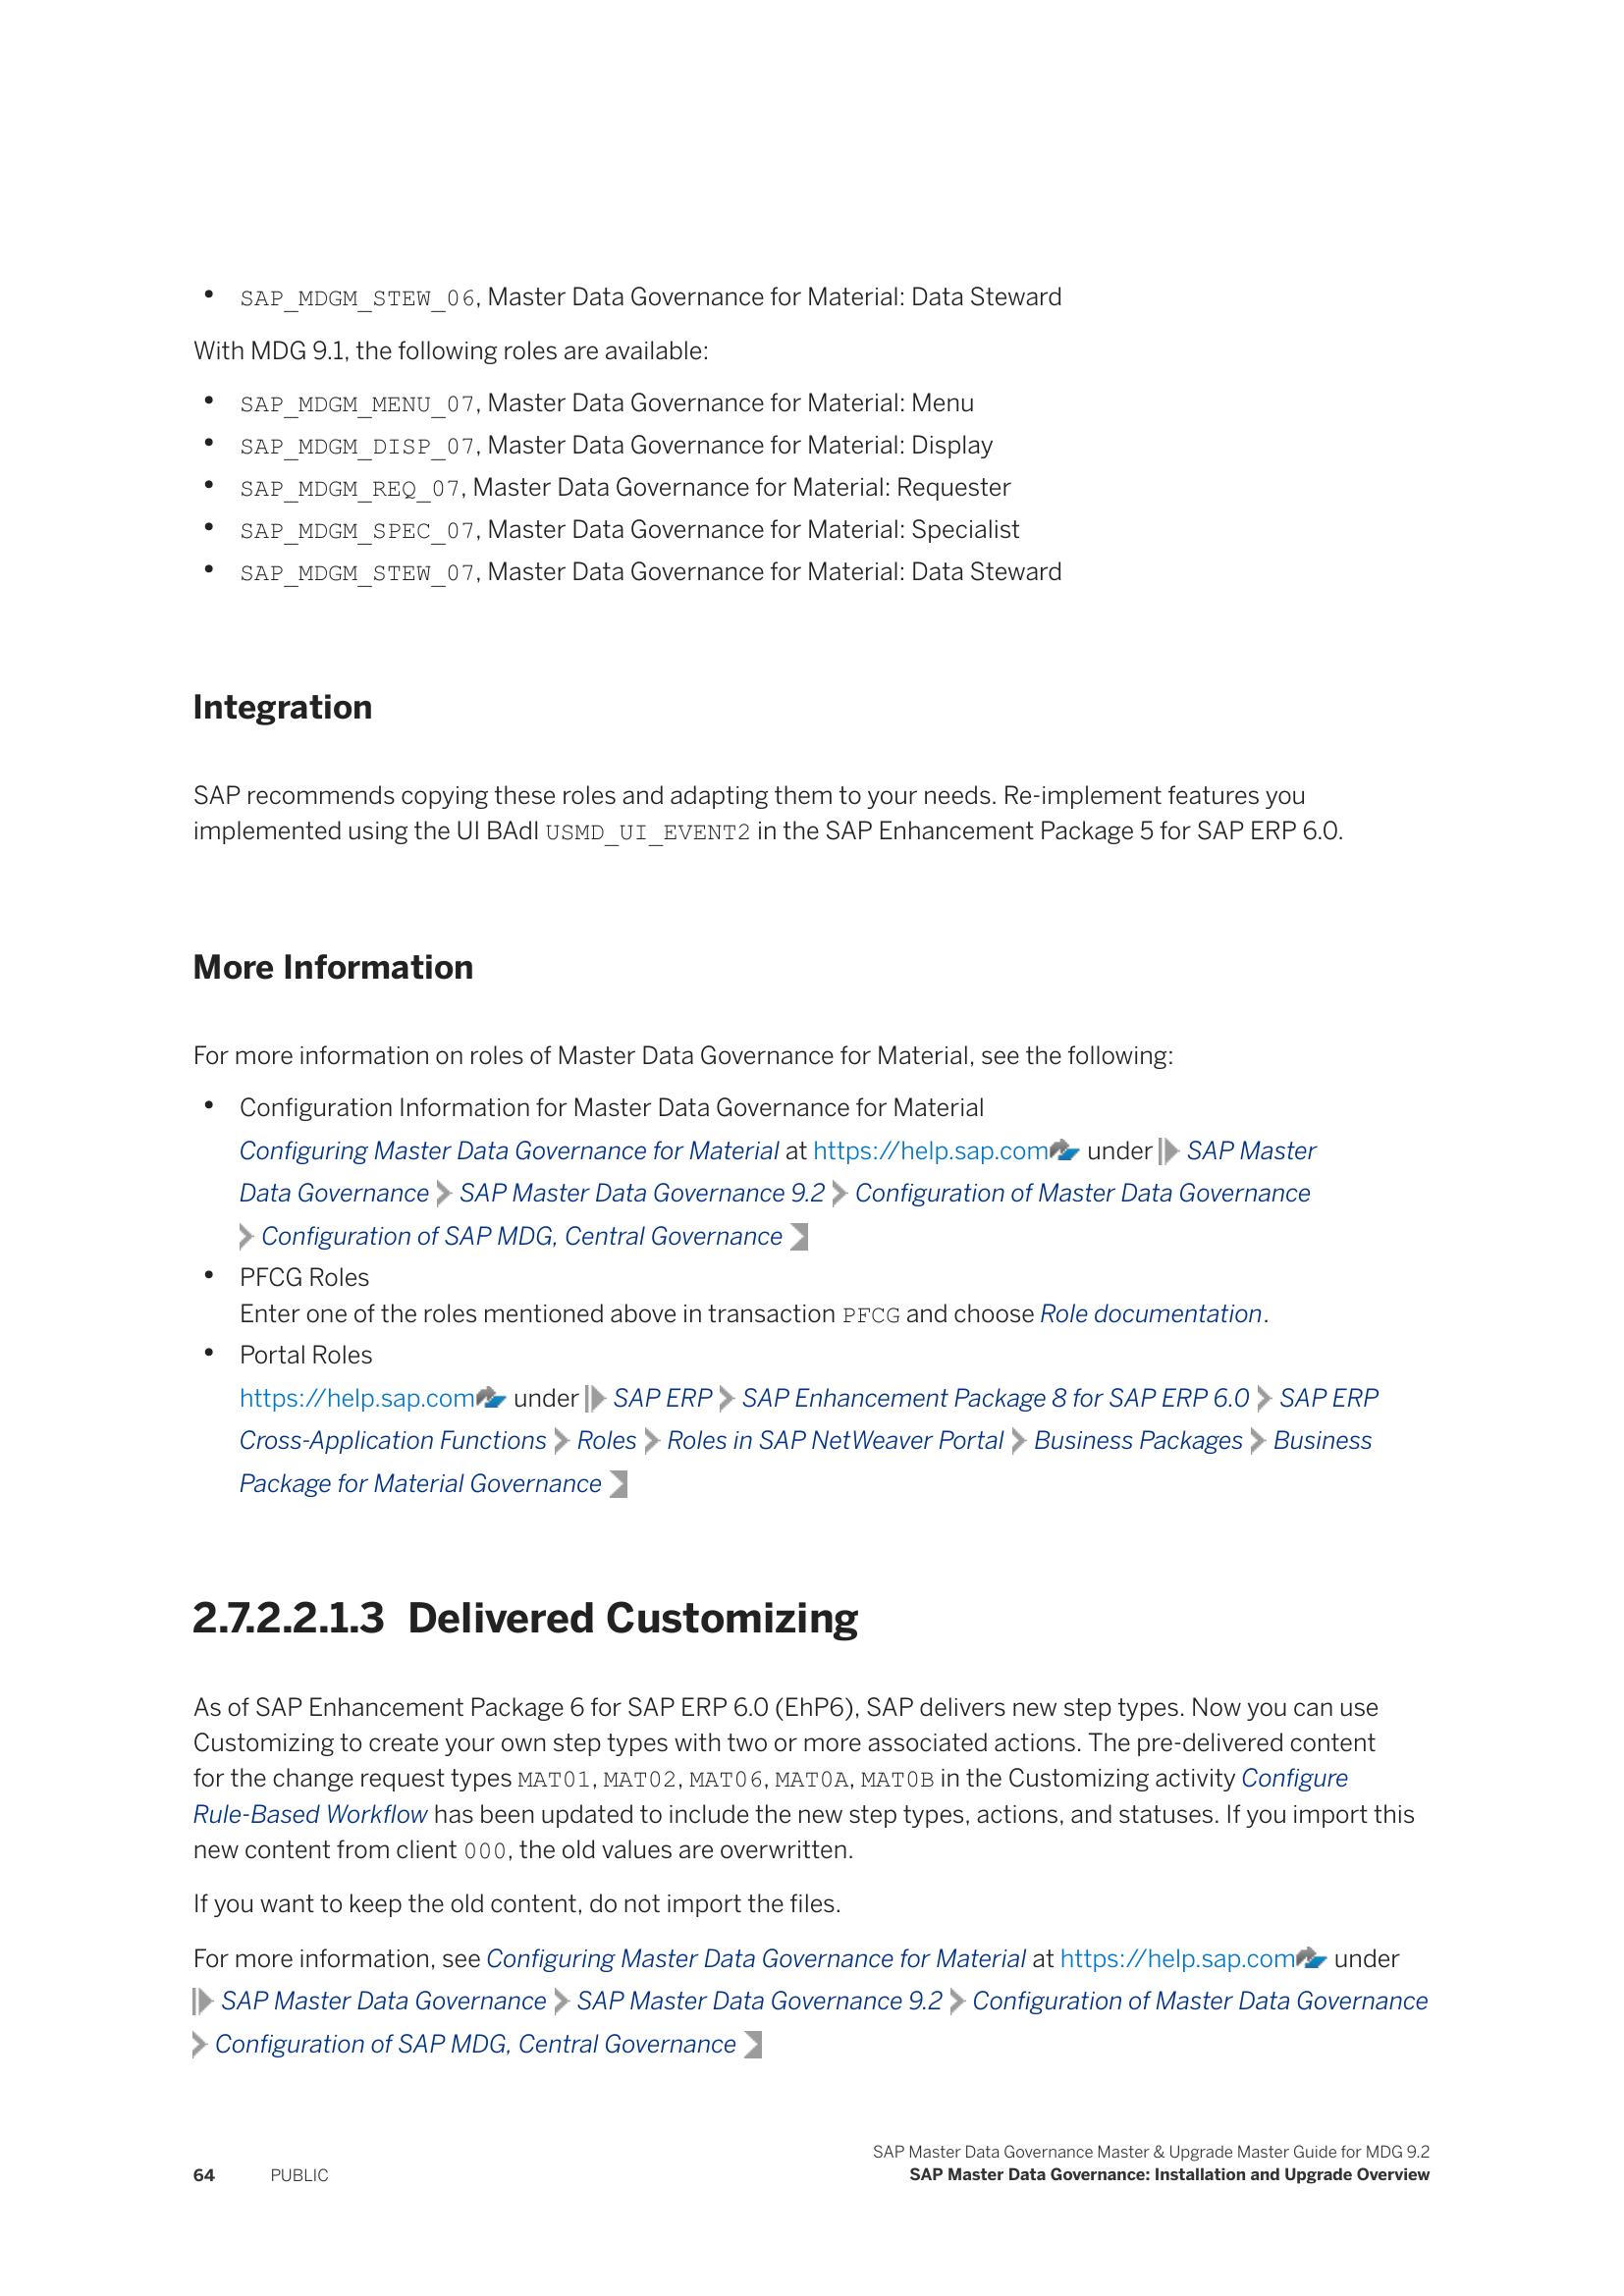 • SAP_MDGM_STEW_06, Master Data Governance for Material: Data Steward
With MDG 9.1, the following roles are available:
• SAP_MDGM_MENU_07, Master Data Governance for Material: Menu
• SAP_MDGM_DISP_07, Master Data Governance for Material: Display
• SAP_MDGM_REQ_07, Master Data Governance for Material: Requester
• SAP_MDGM_SPEC_07, Master Data Governance for Material: Specialist
• SAP_MDGM_STEW_07, Master Data Governance for Material: Data Steward
Integration
SAP recommends copying these roles and adapting them to your needs. Re-implement features you
implemented using the UI BAdI USMD_UI_EVENT2 in the SAP Enhancement Package 5 for SAP ERP 6.0.
More Information
For more information on roles of Master Data Governance for Material, see the following:
• Configuration Information for Master Data Governance for Material
Configuring Master Data Governance for Material at https://help.sap.com under SAP Master
Data Governance SAP Master Data Governance 9.2 Configuration of Master Data Governance
Configuration of SAP MDG, Central Governance
• PFCG Roles
Enter one of the roles mentioned above in transaction PFCG and choose Role documentation.
• Portal Roles
https://help.sap.com under SAP ERP SAP Enhancement Package 8 for SAP ERP 6.0 SAP ERP
Cross-Application Functions Roles Roles in SAP NetWeaver Portal Business Packages Business
Package for Material Governance
2.7.2.2.1.3 Delivered Customizing
As of SAP Enhancement Package 6 for SAP ERP 6.0 (EhP6), SAP delivers new step types. Now you can use
Customizing to create your own step types with two or more associated actions. The pre-delivered content
for the change request types MAT01, MAT02, MAT06, MAT0A, MAT0B in the Customizing activity Configure
Rule-Based Workflow has been updated to include the new step types, actions, and statuses. If you import this
new content from client 000, the old values are overwritten.
If you want to keep the old content, do not import the files.
For more information, see Configuring Master Data Governance for Material at https://help.sap.com under
SAP Master Data Governance SAP Master Data Governance 9.2 Configuration of Master Data Governance
Configuration of SAP MDG, Central Governance
SAP Master Data Governance Master & Upgrade Master Guide for MDG 9.2
64 PUBLIC SAP Master Data Governance: Installation and Upgrade Overview